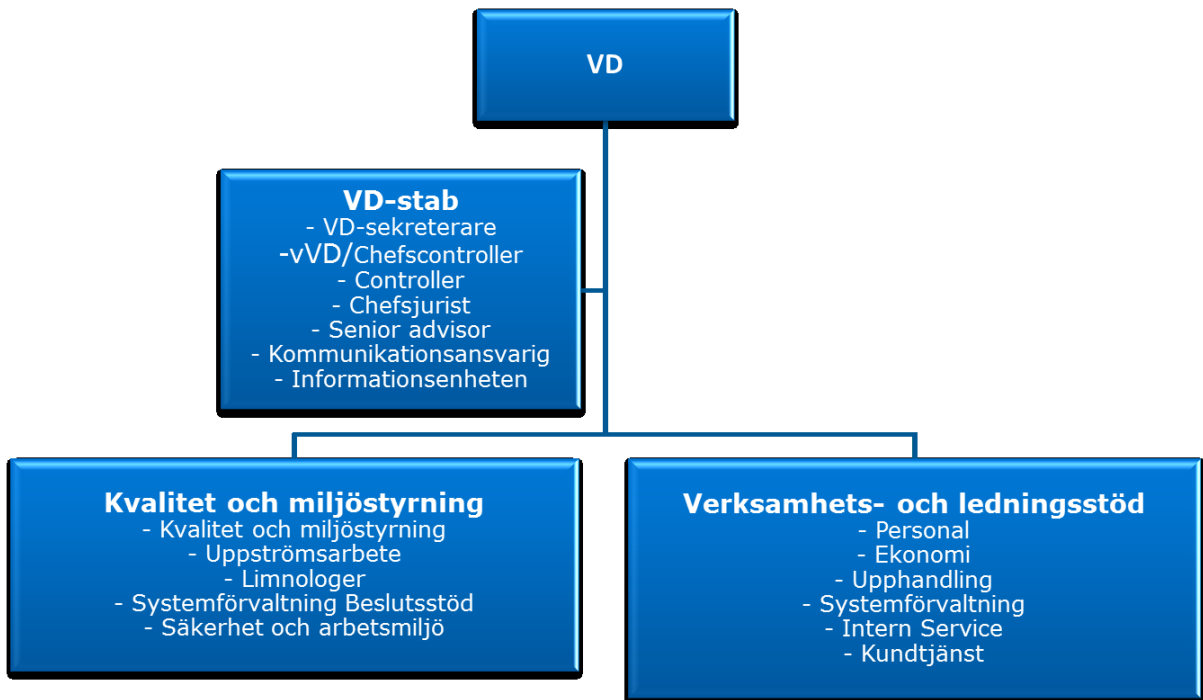 VD
VD-stab
- VD-sekreterare
-vVD/Chefscontroller
- Controller
- Chefsjurist
- Senior advisor
- Kommunikationsansvarig
- Informationsenheten
Kvalitet och miljöstyrning
- Kvalitet och miljöstyrning
- Uppströmsarbete
- Limnologer
- Systemförvaltning Beslutsstöd
- Säkerhet och arbetsmiljö
Verksamhets- och ledningsstöd
- Personal
- Ekonomi
- Upphandling
- Systemförvaltning
- Intern Service
- Kundtjänst